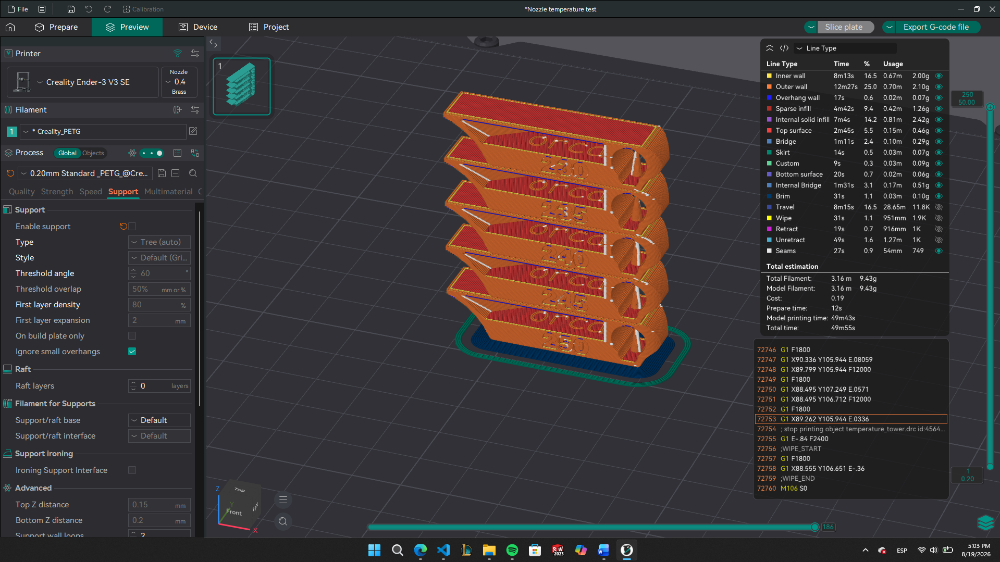 File
Calibration
*Nozzle temperature test
Prepare
Preview
Device
Project
Slice plate
Export G-code file
Printer
Creality Ender-3 V3 SE
Nozzle
0.4
Brass
Filament
1
* Creality_PETG
Process
Global
Objects
0.20mm Standard _PETG_@Cre...
Quality
Strength
Speed
Support
Multimaterial
Support
Enable support
Type
Tree (auto)
Style
Default (Gri...
Threshold angle
60 °
Threshold overlap
50% mm or %
First layer density
80 %
First layer expansion
2 mm
On build plate only
Ignore small overhangs
Raft
Raft layers
0 layers
Filament for Supports
Support/raft base
Default
Support/raft interface
Default
Support ironing
Ironing Support Interface
Advanced
Top Z distance
0.15 mm
Bottom Z distance
0.2 mm
Support wall loops
2
1
orca
230
orca
235
orca
240
orca
245
orca
250
Z
Top
Y
Front
X
Line Type
Line Type Time % Usage
Inner wall 8m13s 16.5 0.67m 2.00g
Outer wall 12m27s 25.0 0.70m 2.10g
Overhang wall 17s 0.6 0.02m 0.07g
Sparse infill 4m42s 9.4 0.42m 1.26g
Internal solid infill 7m4s 14.2 0.81m 2.42g
Top surface 2m45s 5.5 0.15m 0.46g
Bridge 1m11s 2.4 0.10m 0.29g
Skirt 14s 0.5 0.03m 0.07g
Custom 9s 0.3 0.03m 0.09g
Bottom surface 20s 0.7 0.02m 0.06g
Internal Bridge 1m31s 3.1 0.17m 0.51g
Brim 31s 1.1 0.03m 0.10g
Travel 8m15s 16.5 28.65m 11.8K
Wipe 31s 1.1 951mm 1.9K
Retract 19s 0.7 916mm 1K
Unretract 49s 1.6 1.27m 1K
Seams 27s 0.9 54mm 749
Total estimation
Total Filament: 3.16 m 9.43g
Model Filament: 3.16 m 9.43g
Cost: 0.19
Prepare time: 12s
Model printing time: 49m43s
Total time: 49m55s
72746 G1 F1800
72747 G1 X90.336 Y105.944 E.08059
72748 G1 X89.799 Y105.944 F12000
72749 G1 F1800
72750 G1 X88.495 Y107.249 E.0571
72751 G1 X88.495 Y106.712 F12000
72752 G1 F1800
72753 G1 X89.262 Y105.944 E.0336
72754 ; stop printing object temperature_tower.drc id:4564...
72755 G1 E-.84 F2400
72756 ;WIPE_START
72757 G1 F1800
72758 G1 X88.555 Y106.651 E-.36
72759 ;WIPE_END
72760 M106 S0
250
50.00
1
0.20
186
SW
2023
ESP
5:03 PM
8/19/2026